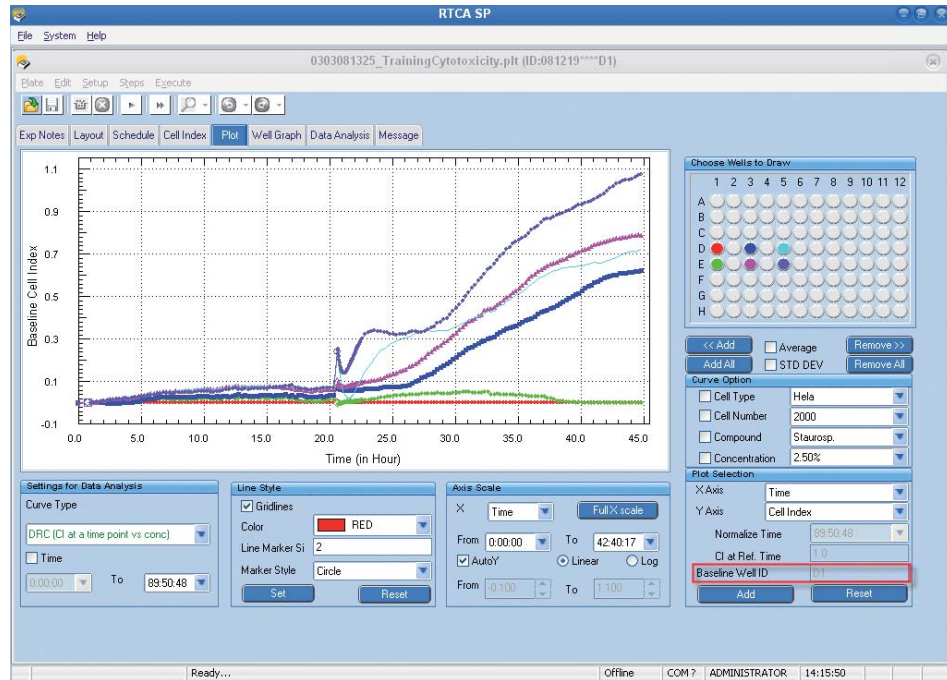 RTCA SP
File System Help
0303081325_TrainingCytotoxicity.plt (ID:081219****D1)
Plate Edit Setup Steps Execute
Exp Notes Layout Schedule Cell Index Plot Well Graph Data Analysis Message
1.1
0.9
0.7
0.5
0.3
0.1
-0.1
Baseline Cell Index
0.0 5.0 10.0 15.0 20.0 25.0 30.0 35.0 40.0 45.0
Time (in Hour)
Choose Wells to Draw
1 2 3 4 5 6 7 8 9 10 11 12
A
B
C
D
E
F
G
H
<< Add Average Remove >>
Add All STD DEV Remove All
Curve Option
Cell Type Hela
Cell Number 2000
Compound Staurosp.
Concentration 2.50%
Plot Selection
X Axis Time
Y Axis Cell Index
Normalize Time 89:50:48
CI at Ref. Time 1.0
Baseline Well ID D1
Add Reset
Settings for Data Analysis
Curve Type
DRC (CI at a time point vs conc)
Time
0:00:00 To 89:50:48
Line Style
Gridlines
Color RED
Line Marker Si 2
Marker Style Circle
Set Reset
Axis Scale
X Time Full X scale
From 0:00:00 To 42:40:17
AutoY Linear Log
From -0.100 To 1.100
Ready... Offline COM ? ADMINISTRATOR 14:15:50